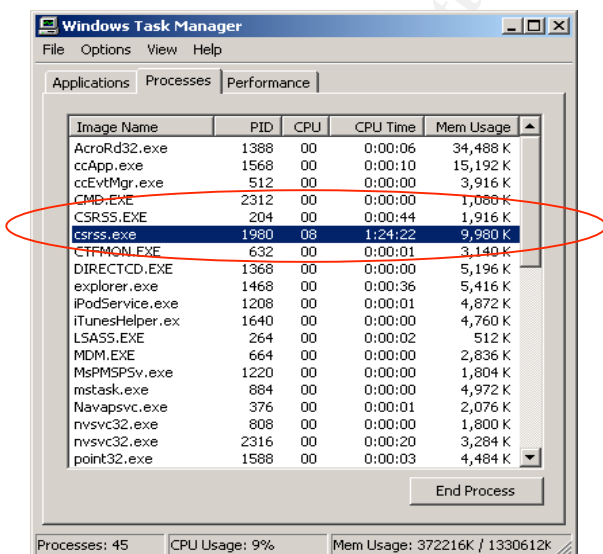 Windows Task Manager
File Options View Help
Applications Processes Performance
Image Name PID CPU CPU Time Mem Usage
AcroRd32.exe 1388 00 0:00:06 34,488 K
ccApp.exe 1568 00 0:00:10 15,192 K
ccEvtMgr.exe 512 00 0:00:00 3,916 K
CMD.EXE 2312 00 0:00:00 1,080 K
CSRSS.EXE 204 00 0:00:44 1,916 K
csrss.exe 1980 08 1:24:22 9,980 K
CTFMON.EXE 632 00 0:00:01 3,140 K
DIRECTCD.EXE 1368 00 0:00:00 5,196 K
explorer.exe 1468 00 0:00:36 5,416 K
iPodService.exe 1208 00 0:00:01 4,872 K
iTunesHelper.ex 1640 00 0:00:00 4,760 K
LSASS.EXE 264 00 0:00:02 512 K
MDM.EXE 664 00 0:00:00 2,836 K
MsPMSPSv.exe 1220 00 0:00:00 1,804 K
mstask.exe 884 00 0:00:00 4,972 K
Navapsvc.exe 376 00 0:00:01 2,076 K
nvsvc32.exe 808 00 0:00:00 1,800 K
nvsvc32.exe 2316 00 0:00:20 3,284 K
point32.exe 1588 00 0:00:03 4,484 K
End Process
Processes: 45 CPU Usage: 9% Mem Usage: 372216K / 1330612K